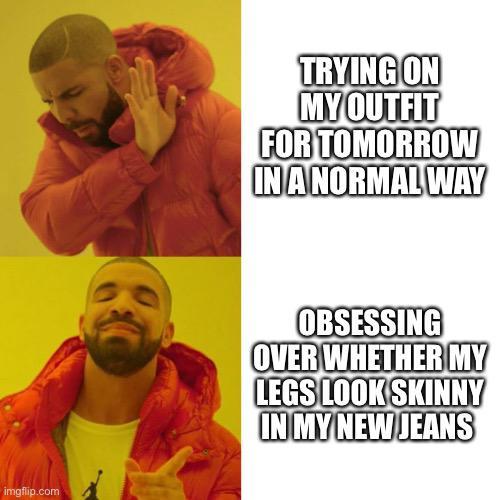 TRYING ON
MY OUTFIT
FOR TOMORROW
IN A NORMAL WAY
OBSESSING
OVER WHETHER MY
LEGS LOOK SKINNY
IN MY NEW JEANS
imgflip.com